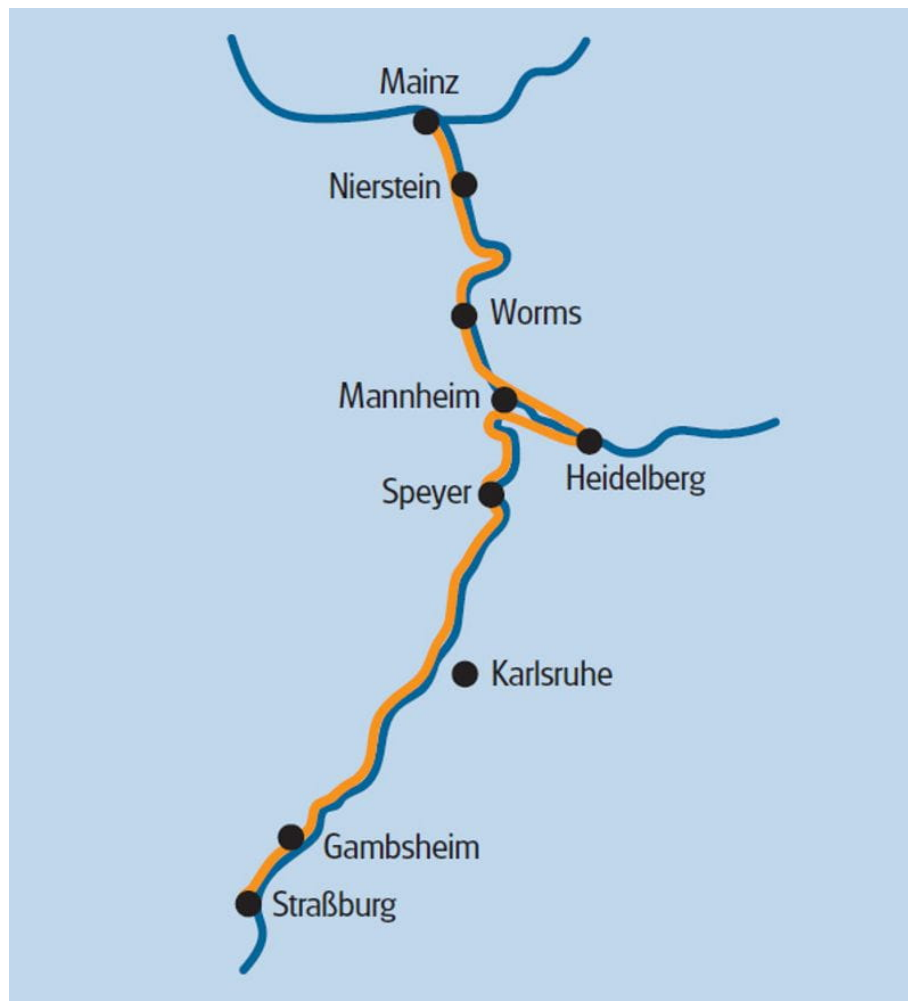 Mainz
Nierstein
Worms
Mannheim
Heidelberg
Speyer
Karlsruhe
Gambsheim
Straßburg